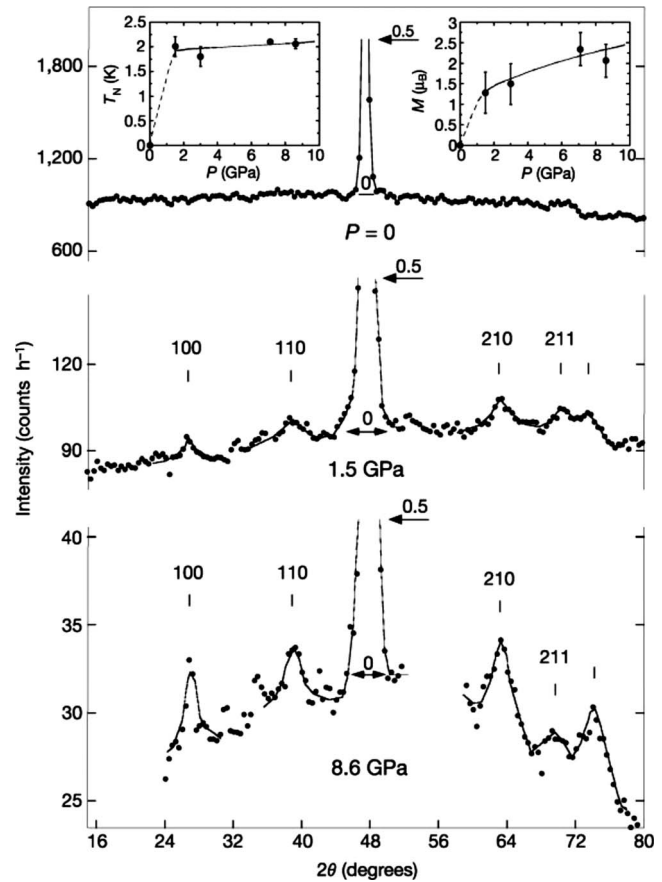 2.5
2
1.5
1
0.5
0
T_N (K)
0 2 4 6 8 10
P (GPa)
0.5
3
2.5
2
1.5
1
0.5
0
M (μ_B)
0 2 4 6 8 10
P (GPa)
1,800
1,200
600
0
P = 0
0.5
100 110 210 211
120
90
0
1.5 GPa
0.5
100 110 210 211
40
35
30
25
0
8.6 GPa
16 24 32 40 48 56 64 72 80
2θ (degrees)
Intensity (counts h⁻¹)